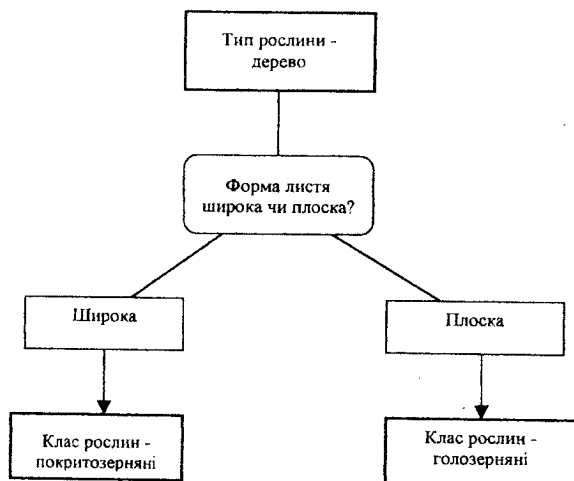 Тип рослини -
дерево
Форма листя
широка чи плоска?
Широка
Плоска
Клас рослин -
покритозерняні
Клас рослин -
голозерняні